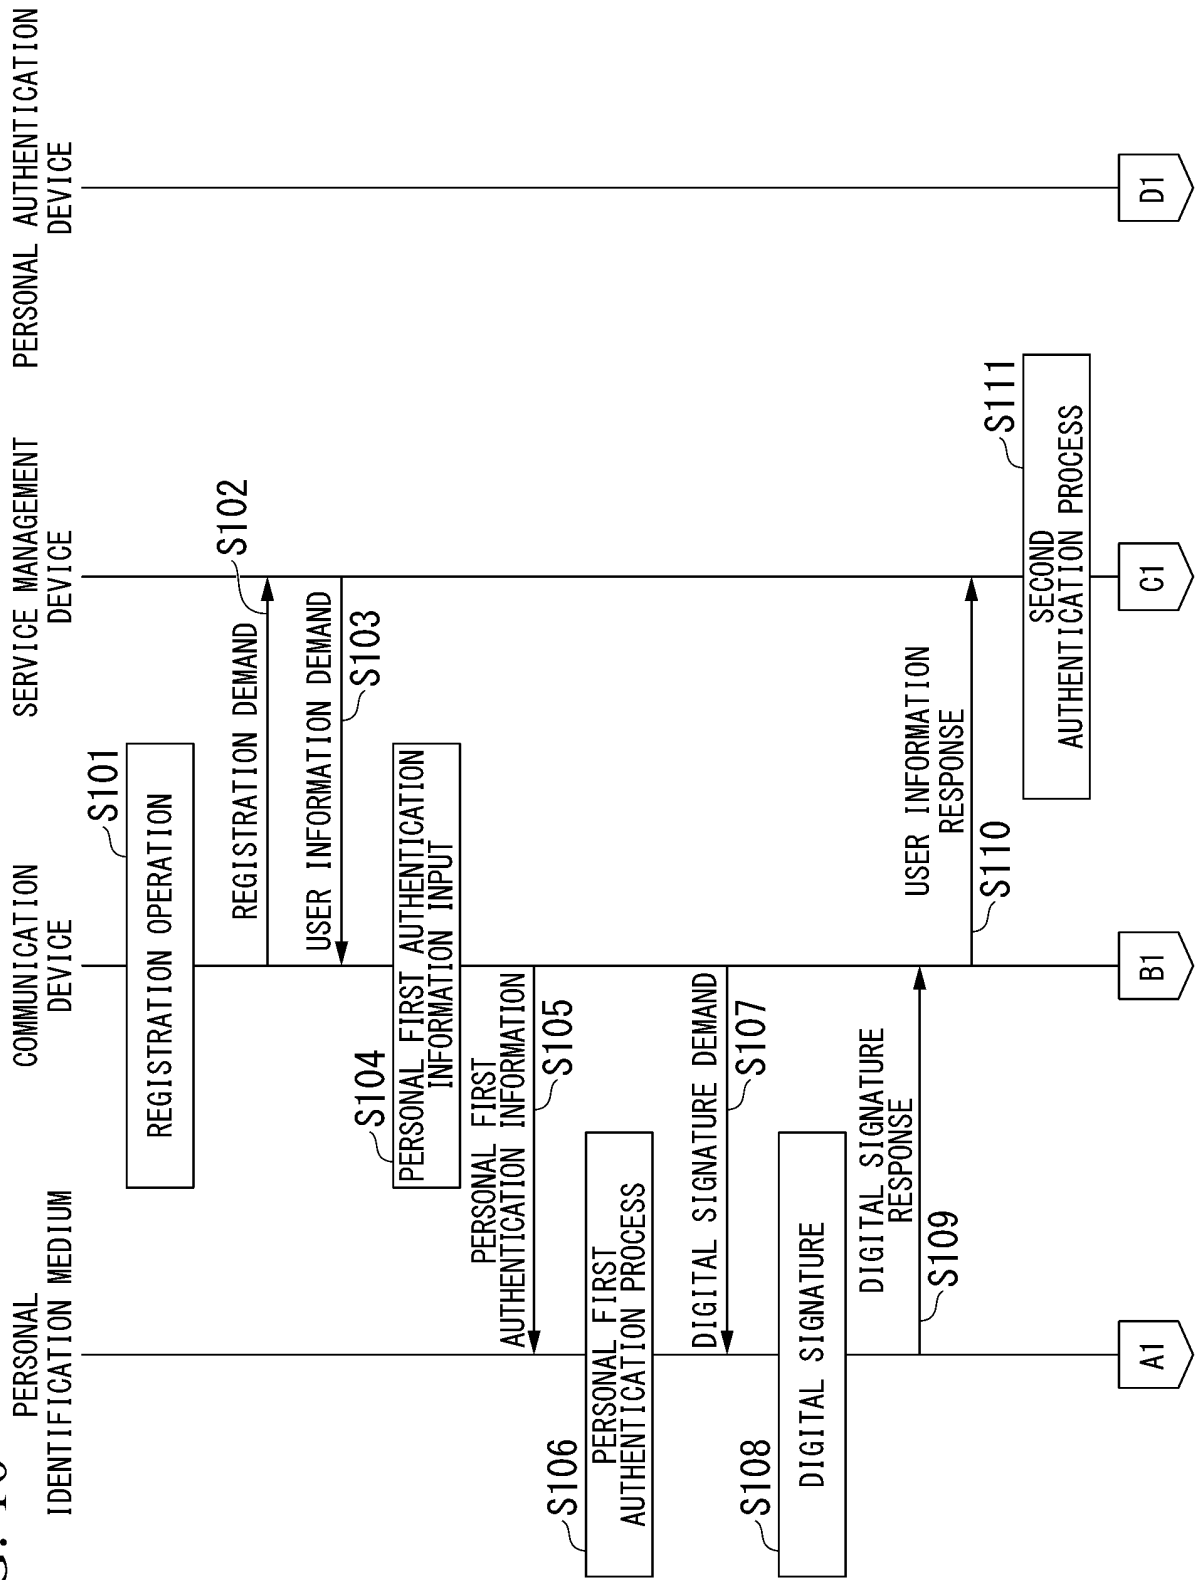 PERSONAL
IDENTIFICATION MEDIUM
COMMUNICATION
DEVICE
SERVICE MANAGEMENT
DEVICE
PERSONAL AUTHENTICATION
DEVICE
S101
REGISTRATION OPERATION
REGISTRATION DEMAND
S102
USER INFORMATION DEMAND
S103
S104
PERSONAL FIRST AUTHENTICATION
INFORMATION INPUT
PERSONAL FIRST
AUTHENTICATION INFORMATION
S105
S106
PERSONAL FIRST
AUTHENTICATION PROCESS
DIGITAL SIGNATURE DEMAND
S107
S108
DIGITAL SIGNATURE
DIGITAL SIGNATURE
RESPONSE
S109
USER INFORMATION
RESPONSE
S110
S111
SECOND
AUTHENTICATION PROCESS
A1
B1
C1
D1